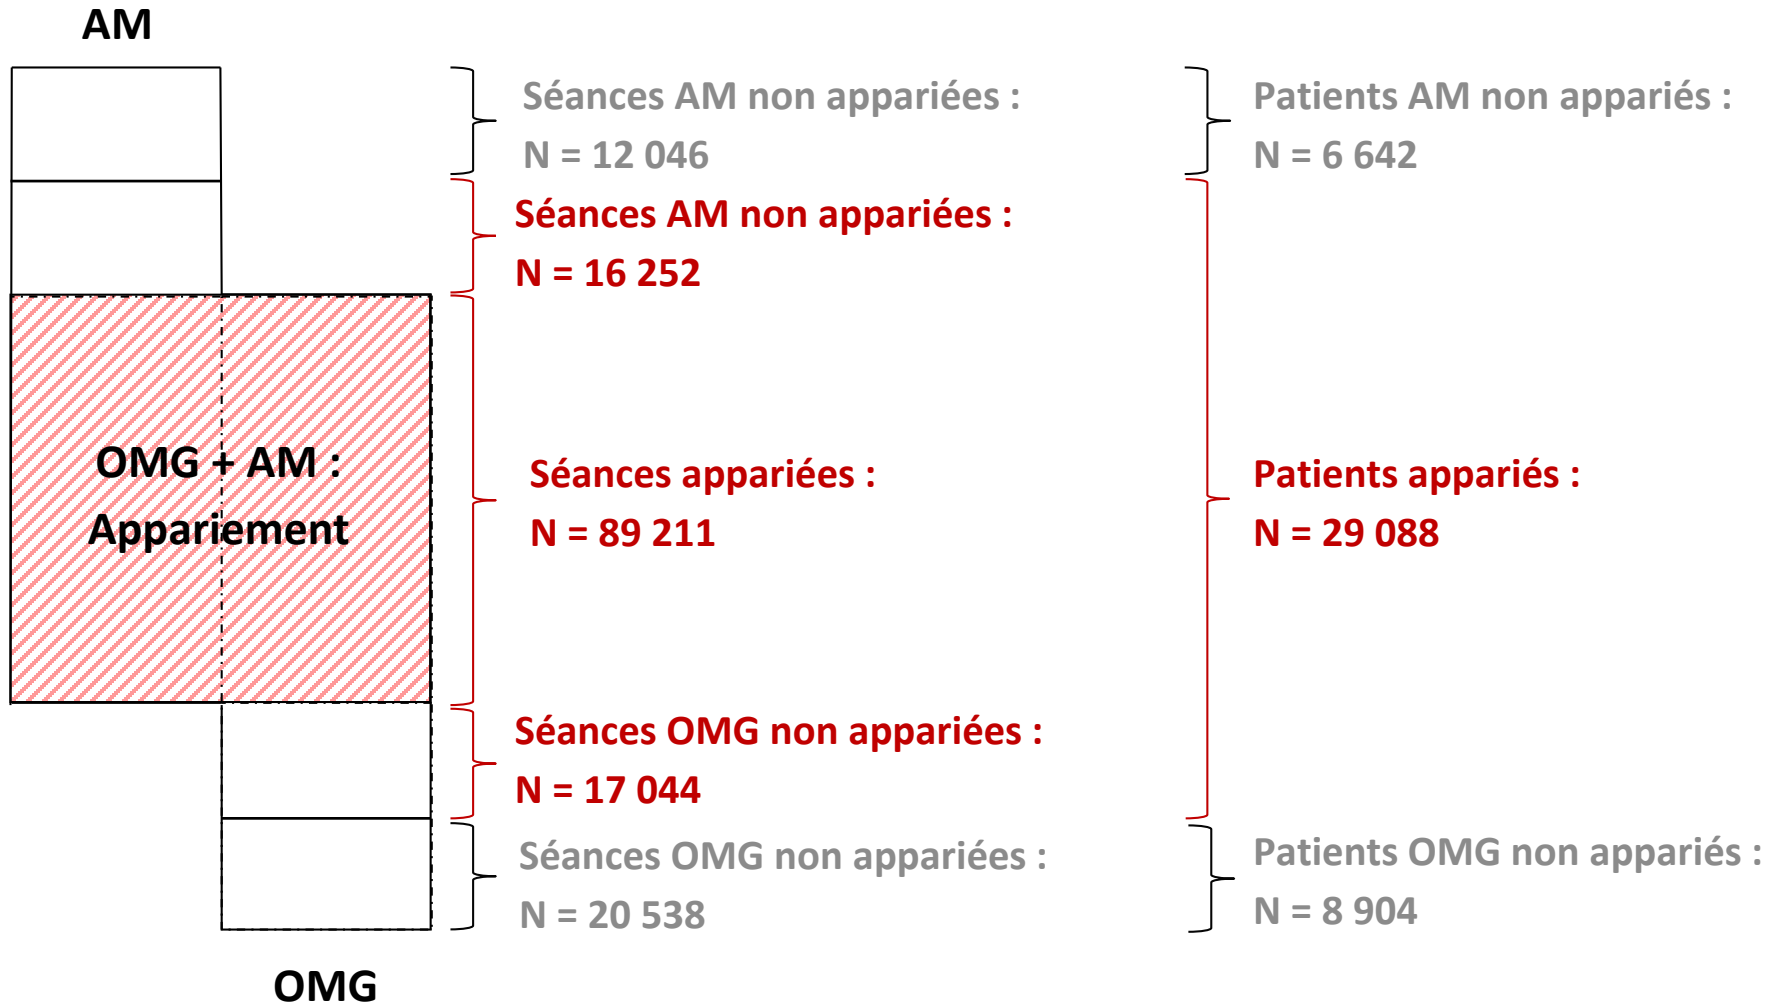 AM
Séances AM non appariées :
N = 12 046
Patients AM non appariés :
N = 6 642
Séances AM non appariées :
N = 16 252
OMG + AM :
Appariement
Séances appariées :
N = 89 211
Patients appariés :
N = 29 088
Séances OMG non appariées :
N = 17 044
Séances OMG non appariées :
N = 20 538
Patients OMG non appariés :
N = 8 904
OMG